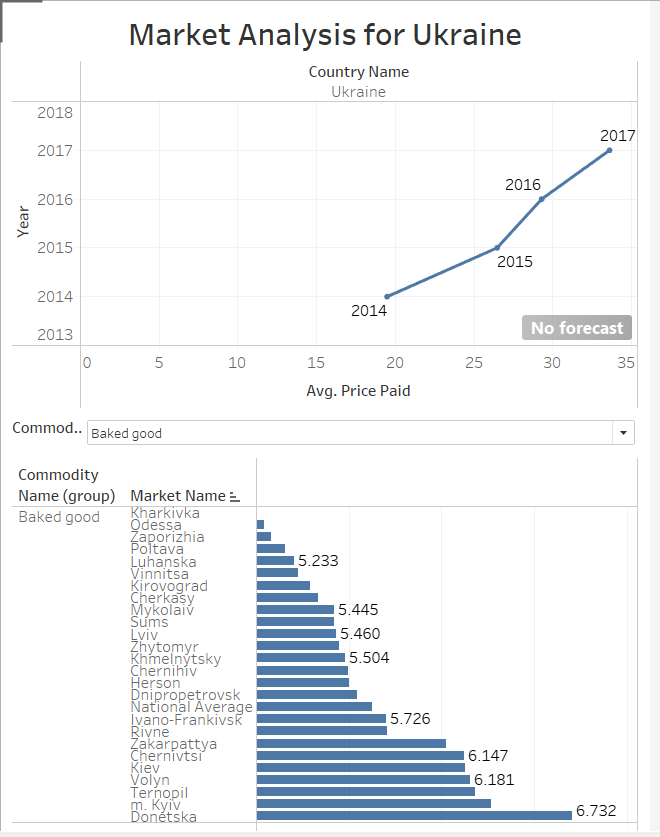 Market Analysis for Ukraine
Country Name
Ukraine
2018
2017
2017
2016
2016
2015
2015
2014
2014
2013
No forecast
Year
0 5 10 15 20 25 30 35
Avg. Price Paid
Commod.. Baked good
Commodity
Name (group) Market Name
Baked good Kharkivka
Odessa
Zaporizhia
Poltava
Luhanska 5.233
Vinnitsa
Kirovograd
Cherkasy
Mykolaiv 5.445
Sums
Lviv 5.460
Zhytomyr
Khmelnytsky 5.504
Chernihiv
Herson
Dnipropetrovsk
National Average
Ivano-Frankivsk 5.726
Rivne
Zakarpattya
Chernivtsi 6.147
Kiev
Volyn 6.181
Ternopil
m. Kyiv
Donetska 6.732